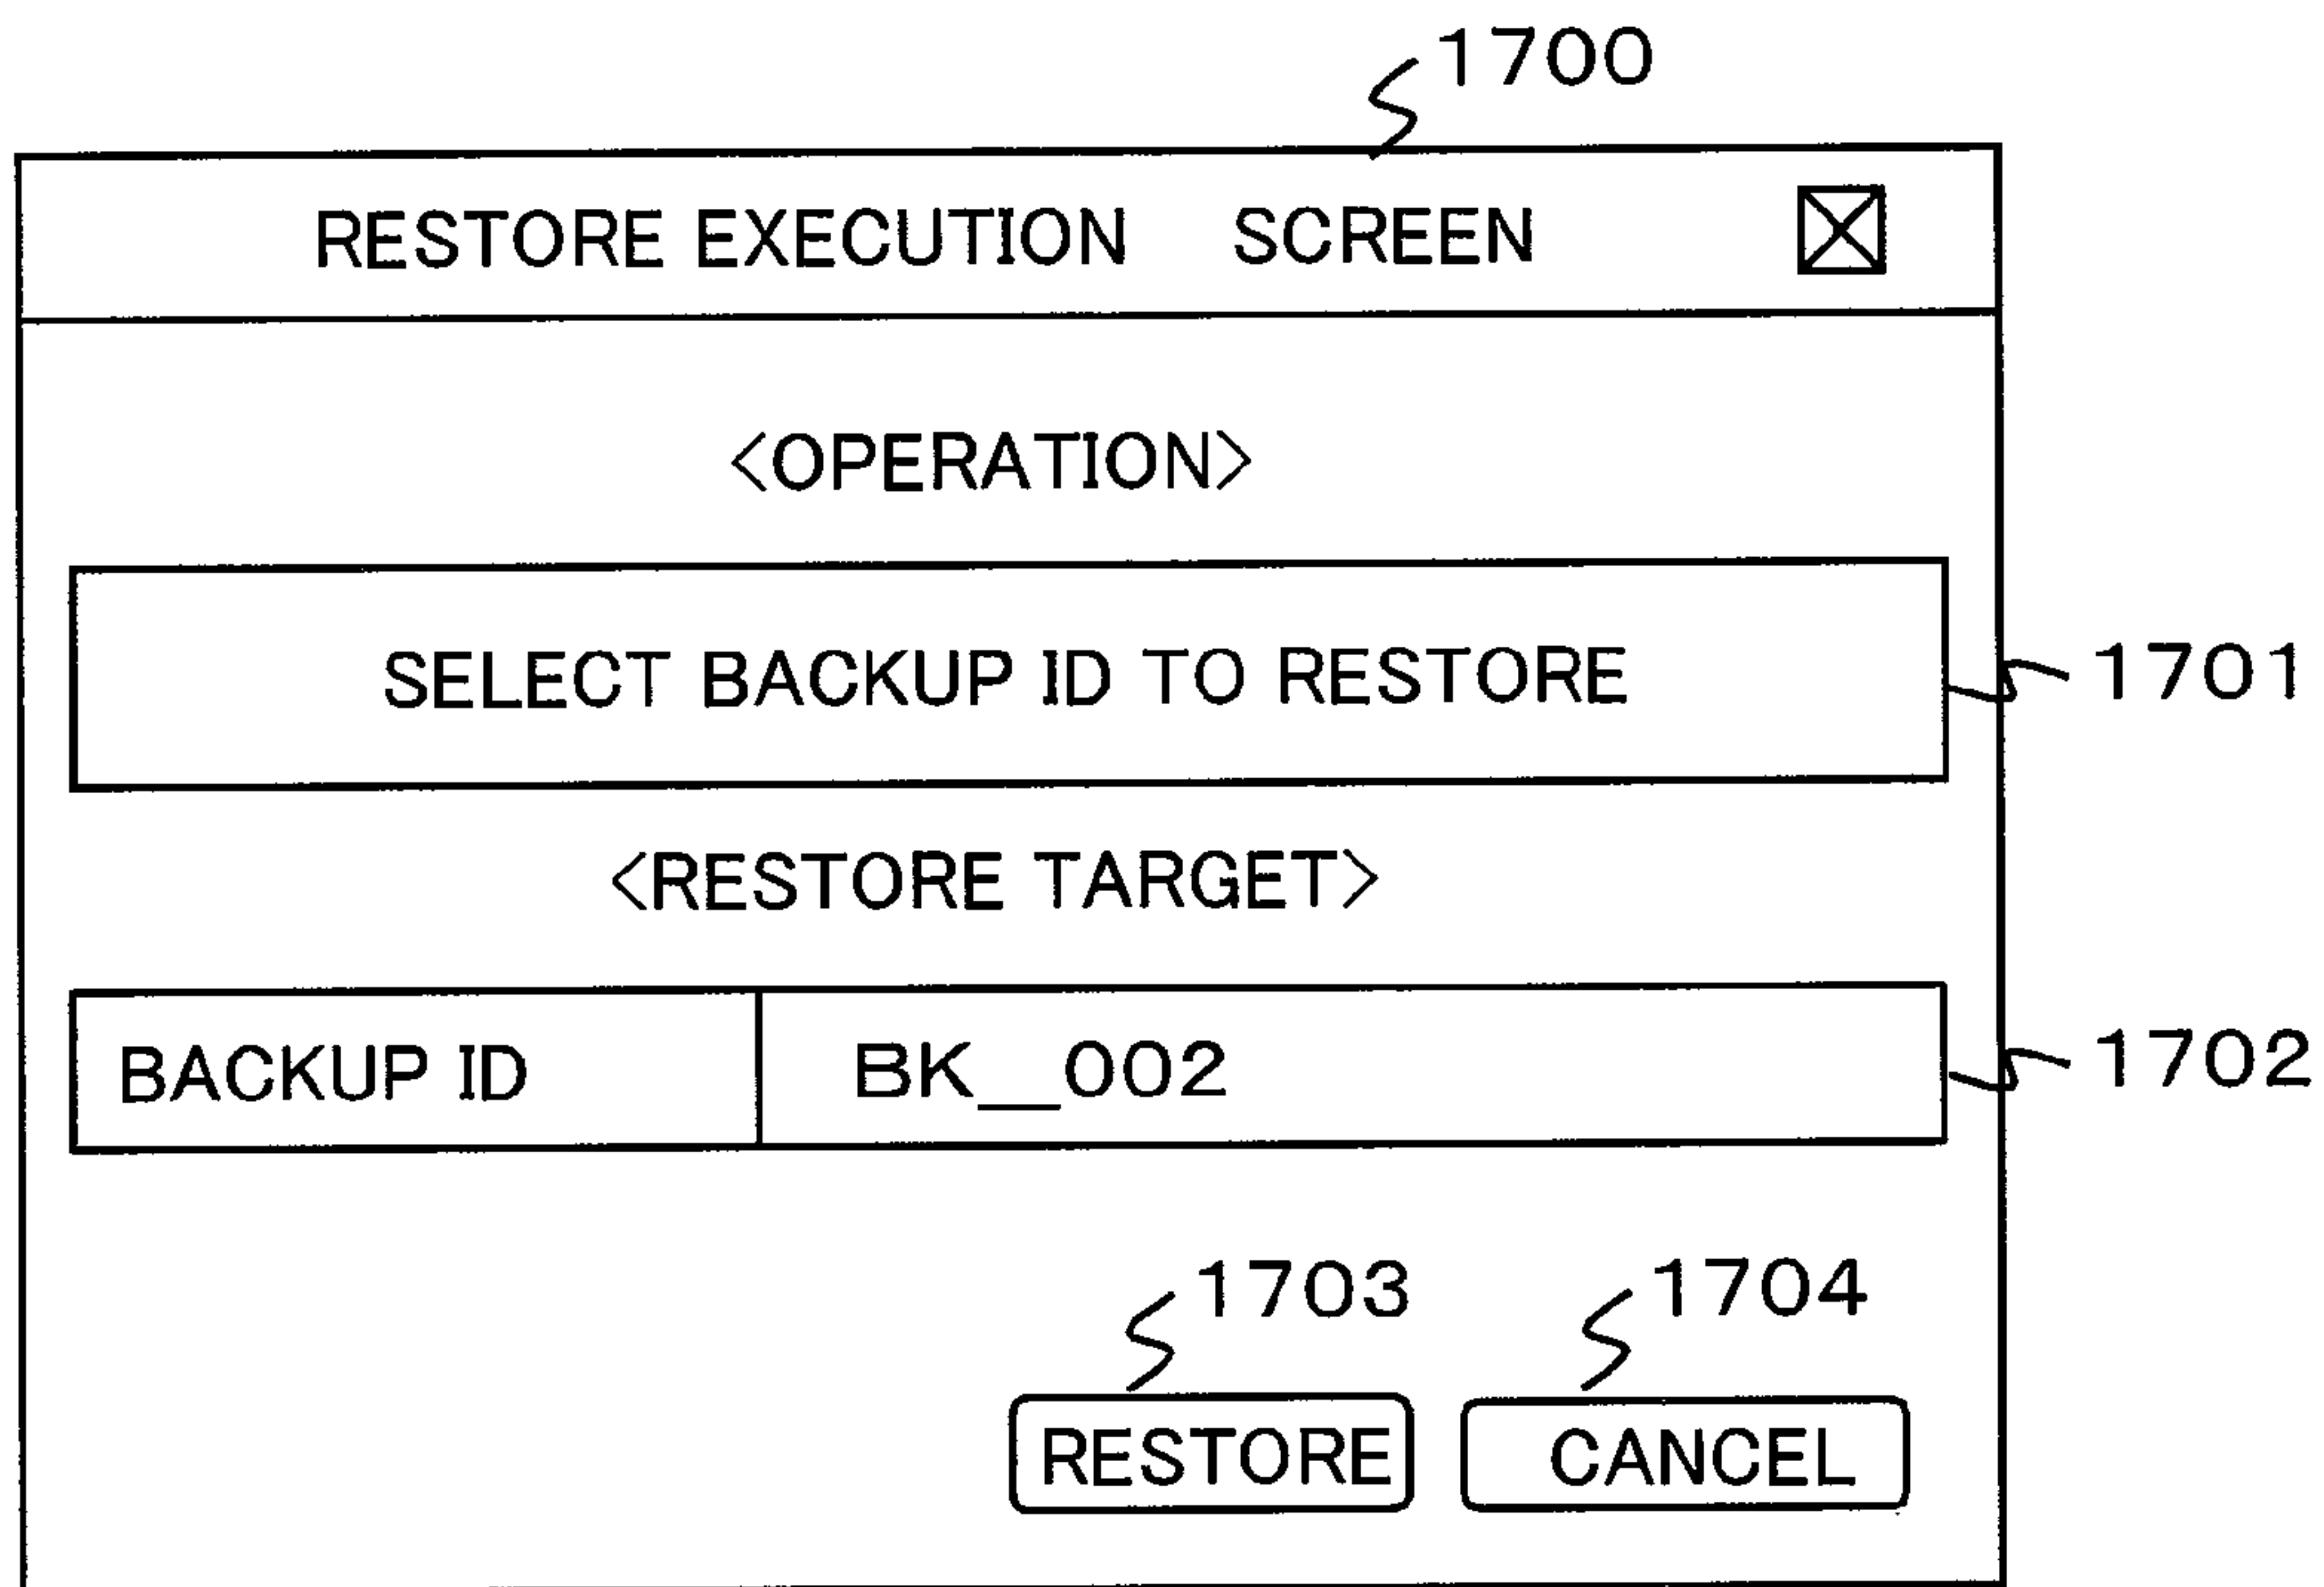 1700
RESTORE EXECUTION SCREEN
<OPERATION>
SELECT BACKUP ID TO RESTORE
1701
<RESTORE TARGET>
BACKUP ID BK__002
1702
1703 1704
RESTORE CANCEL